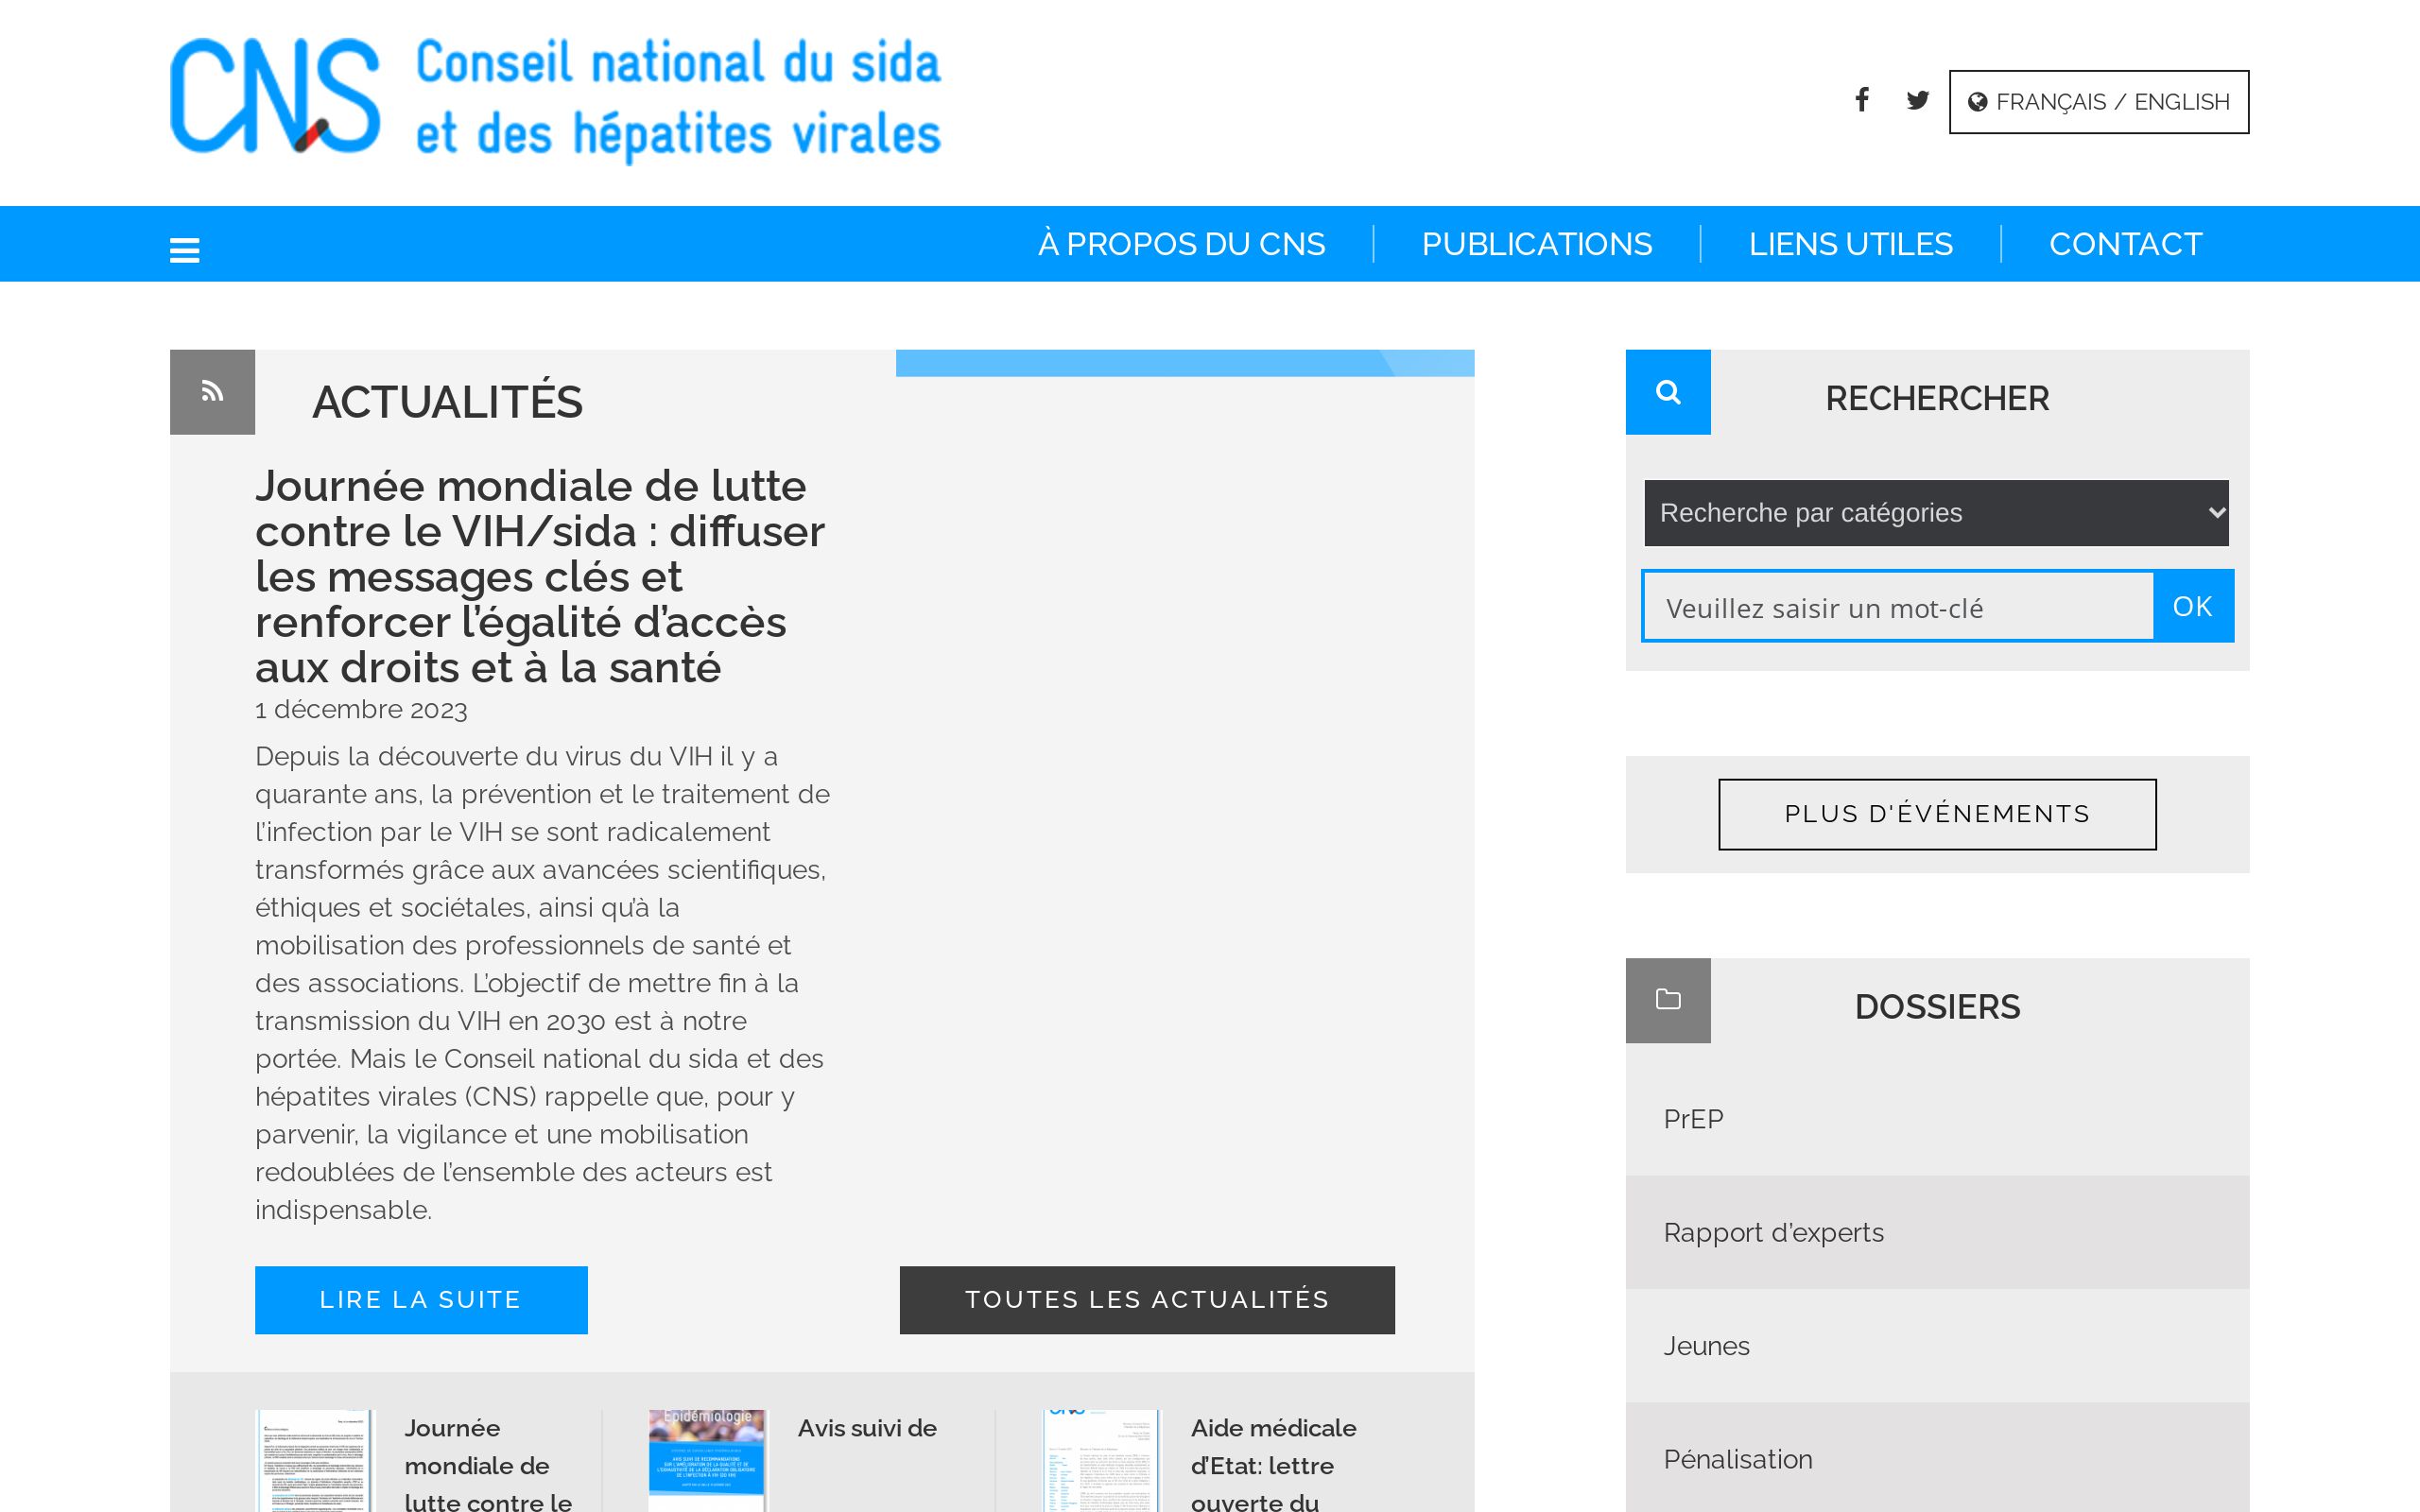 CNS Conseil national du sida
et des hépatites virales
FRANÇAIS / ENGLISH
À PROPOS DU CNS
PUBLICATIONS
LIENS UTILES
CONTACT
ACTUALITÉS
Journée mondiale de lutte
contre le VIH/sida : diffuser
les messages clés et
renforcer l’égalité d’accès
aux droits et à la santé
1 décembre 2023
Depuis la découverte du virus du VIH il y a
quarante ans, la prévention et le traitement de
l’infection par le VIH se sont radicalement
transformés grâce aux avancées scientifiques,
éthiques et sociétales, ainsi qu’à la
mobilisation des professionnels de santé et
des associations. L’objectif de mettre fin à la
transmission du VIH en 2030 est à notre
portée. Mais le Conseil national du sida et des
hépatites virales (CNS) rappelle que, pour y
parvenir, la vigilance et une mobilisation
redoublées de l’ensemble des acteurs est
indispensable.
LIRE LA SUITE
TOUTES LES ACTUALITÉS
Journée
mondiale de
lutte contre le
Epidémiologie
AVIS SUIVI DE RECOMMANDATIONS
Avis suivi de
Aide médicale
d’Etat: lettre
ouverte du
RECHERCHER
Recherche par catégories
Veuillez saisir un mot-clé
OK
PLUS D'ÉVÉNEMENTS
DOSSIERS
PrEP
Rapport d’experts
Jeunes
Pénalisation